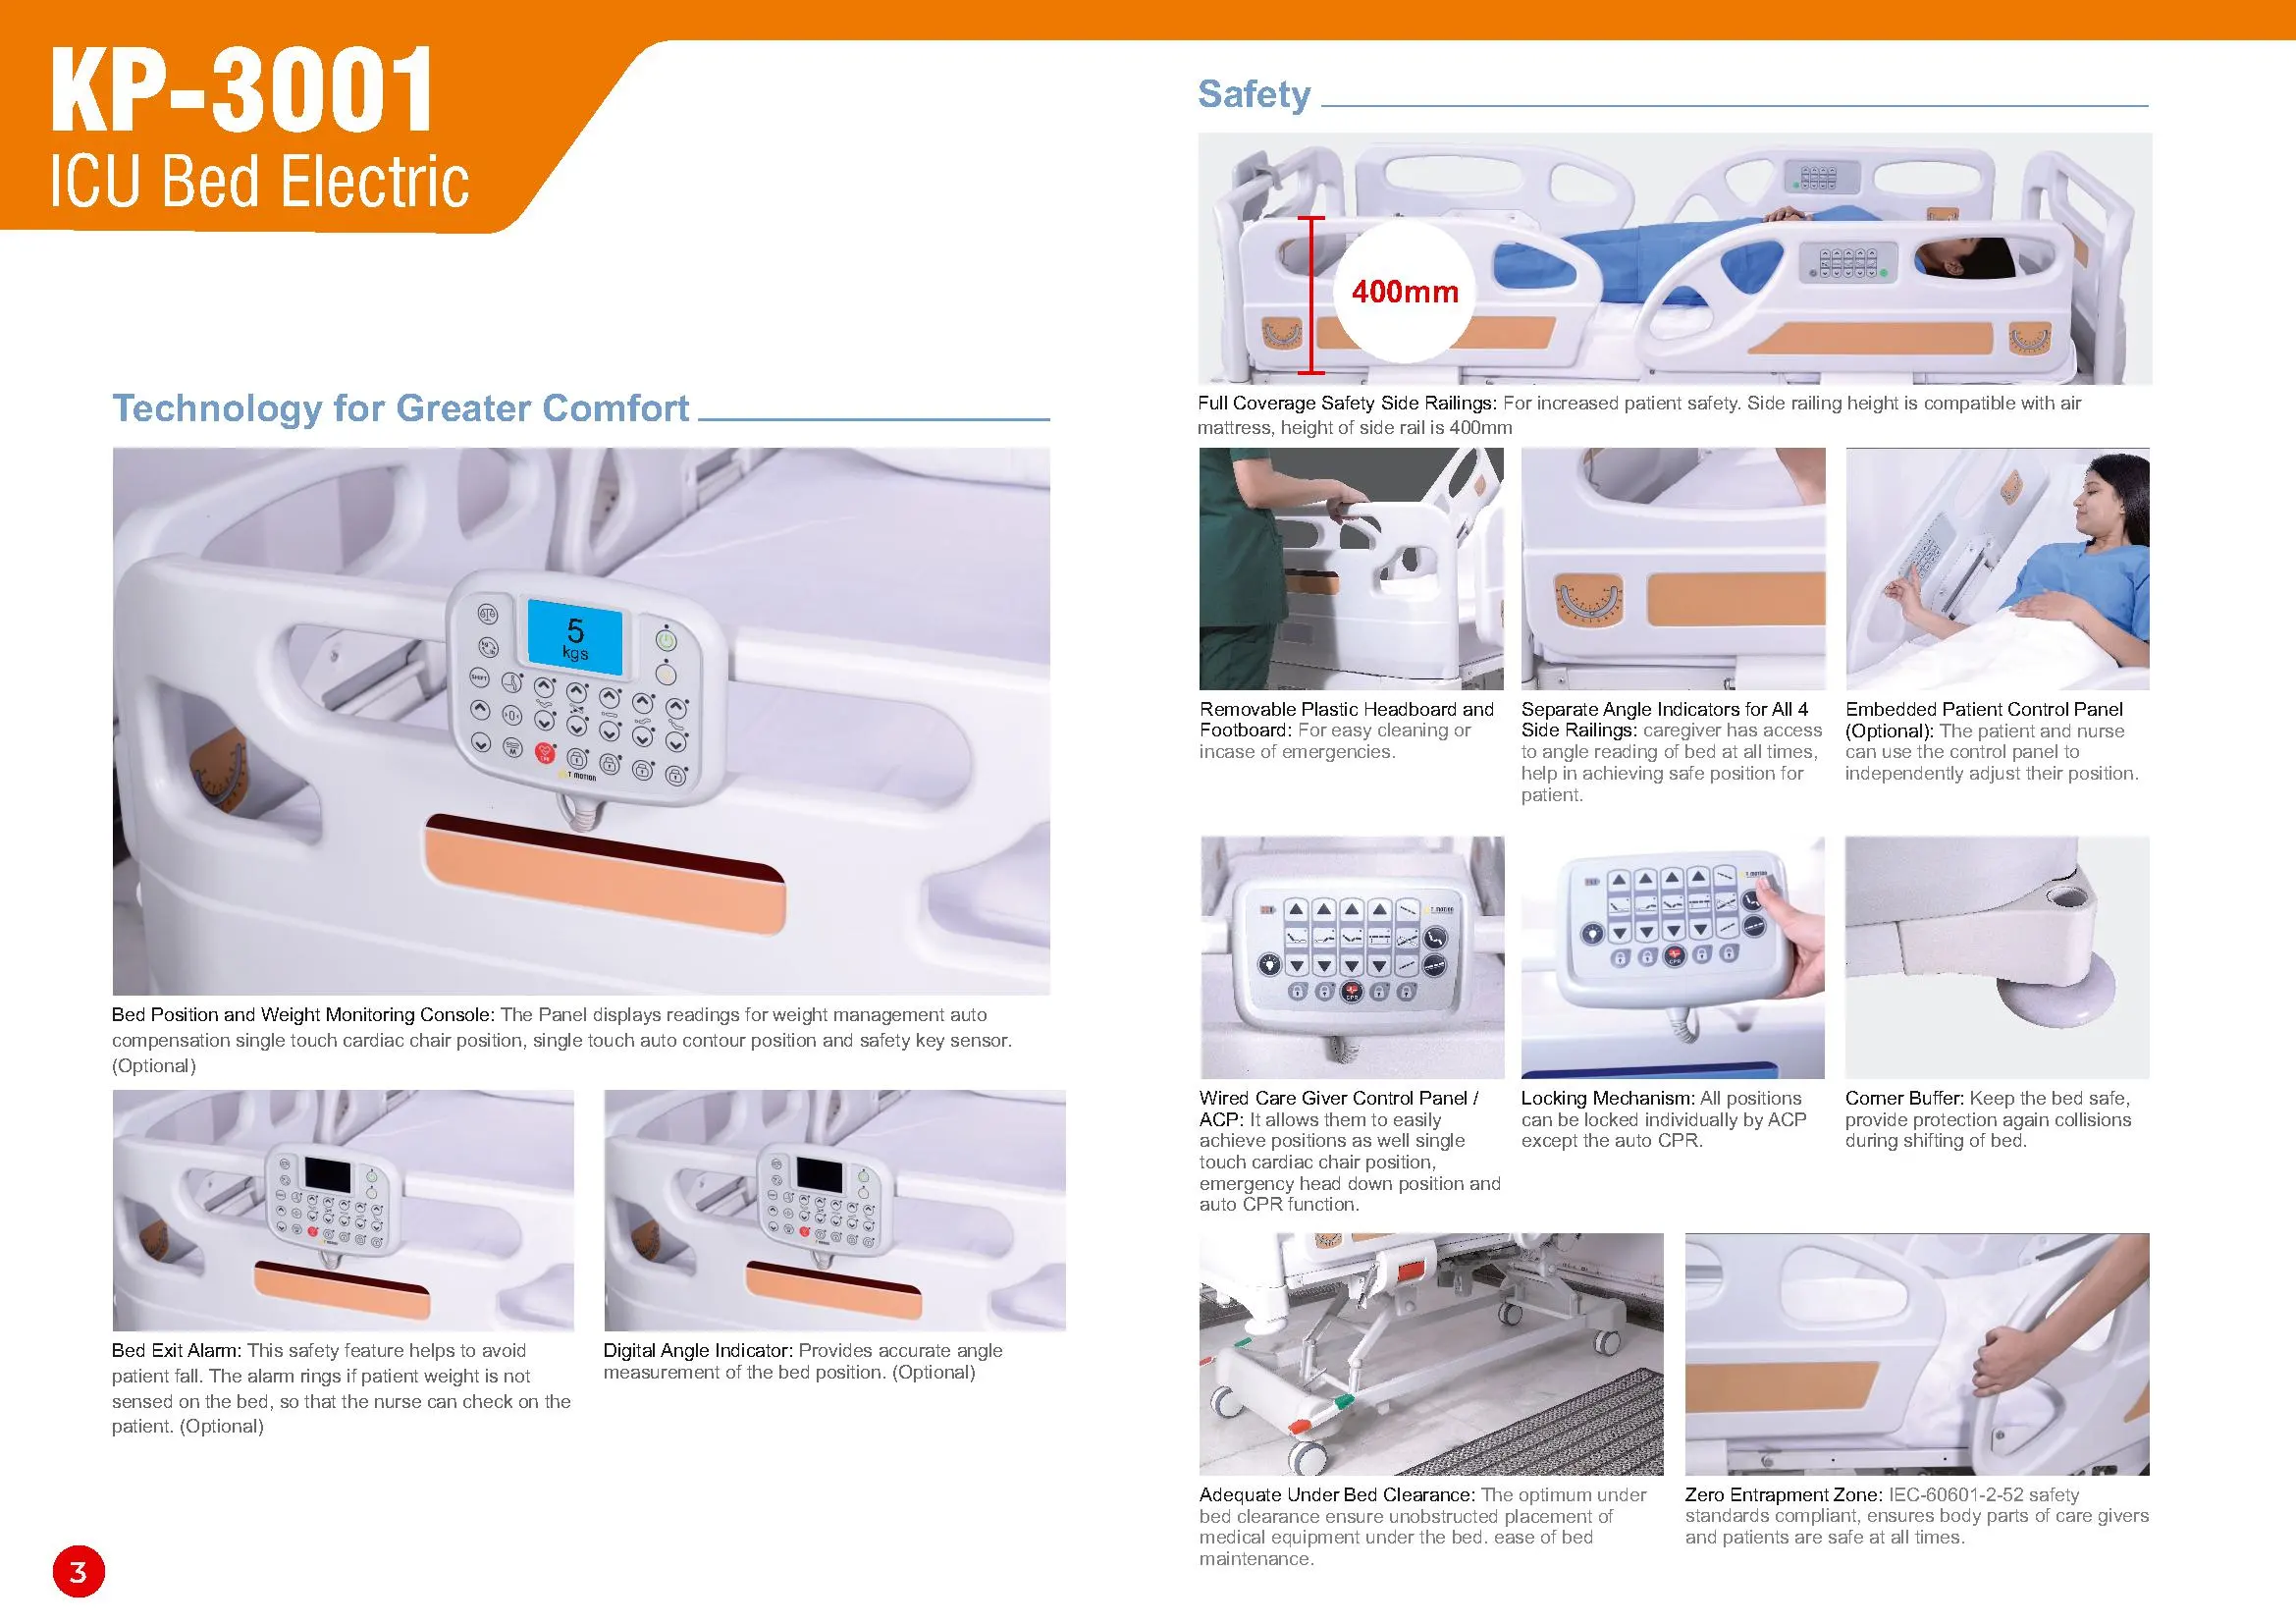 KP-3001
ICU Bed Electric
Technology for Greater Comfort
5
kgs
SHIFT
CPR
T MOTION
Bed Position and Weight Monitoring Console: The Panel displays readings for weight management auto
compensation single touch cardiac chair position, single touch auto contour position and safety key sensor.
(Optional)
Bed Exit Alarm: This safety feature helps to avoid
patient fall. The alarm rings if patient weight is not
sensed on the bed, so that the nurse can check on the
patient. (Optional)
Digital Angle Indicator: Provides accurate angle
measurement of the bed position. (Optional)
3
Safety
400mm
Full Coverage Safety Side Railings: For increased patient safety. Side railing height is compatible with air
mattress, height of side rail is 400mm
Removable Plastic Headboard and
Footboard: For easy cleaning or
incase of emergencies.
Separate Angle Indicators for All 4
Side Railings: caregiver has access
to angle reading of bed at all times,
help in achieving safe position for
patient.
Embedded Patient Control Panel
(Optional): The patient and nurse
can use the control panel to
independently adjust their position.
T MOTION
CPR
T MOTION
CPR
Wired Care Giver Control Panel /
ACP: It allows them to easily
achieve positions as well single
touch cardiac chair position,
emergency head down position and
auto CPR function.
Locking Mechanism: All positions
can be locked individually by ACP
except the auto CPR.
Corner Buffer: Keep the bed safe,
provide protection again collisions
during shifting of bed.
Adequate Under Bed Clearance: The optimum under
bed clearance ensure unobstructed placement of
medical equipment under the bed. ease of bed
maintenance.
Zero Entrapment Zone: IEC-60601-2-52 safety
standards compliant, ensures body parts of care givers
and patients are safe at all times.